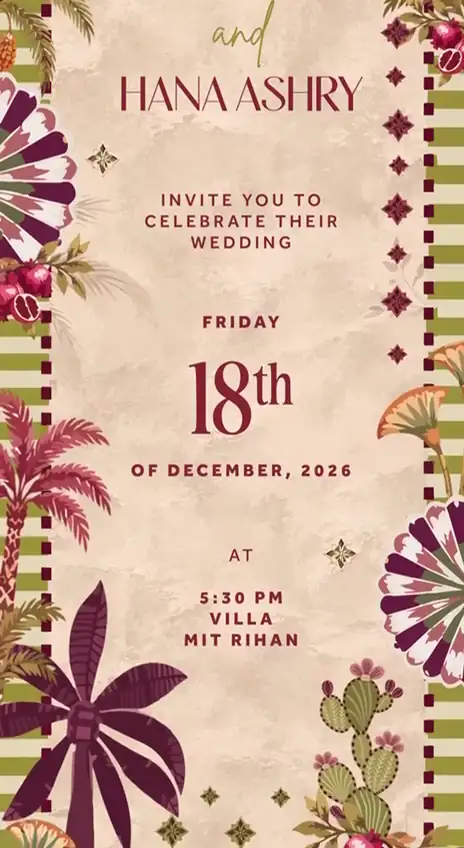 and
HANA ASHRY
INVITE YOU TO
CELEBRATE THEIR
WEDDING
FRIDAY
18th
OF DECEMBER, 2026
AT
5:30 PM
VILLA
MIT RIHAN